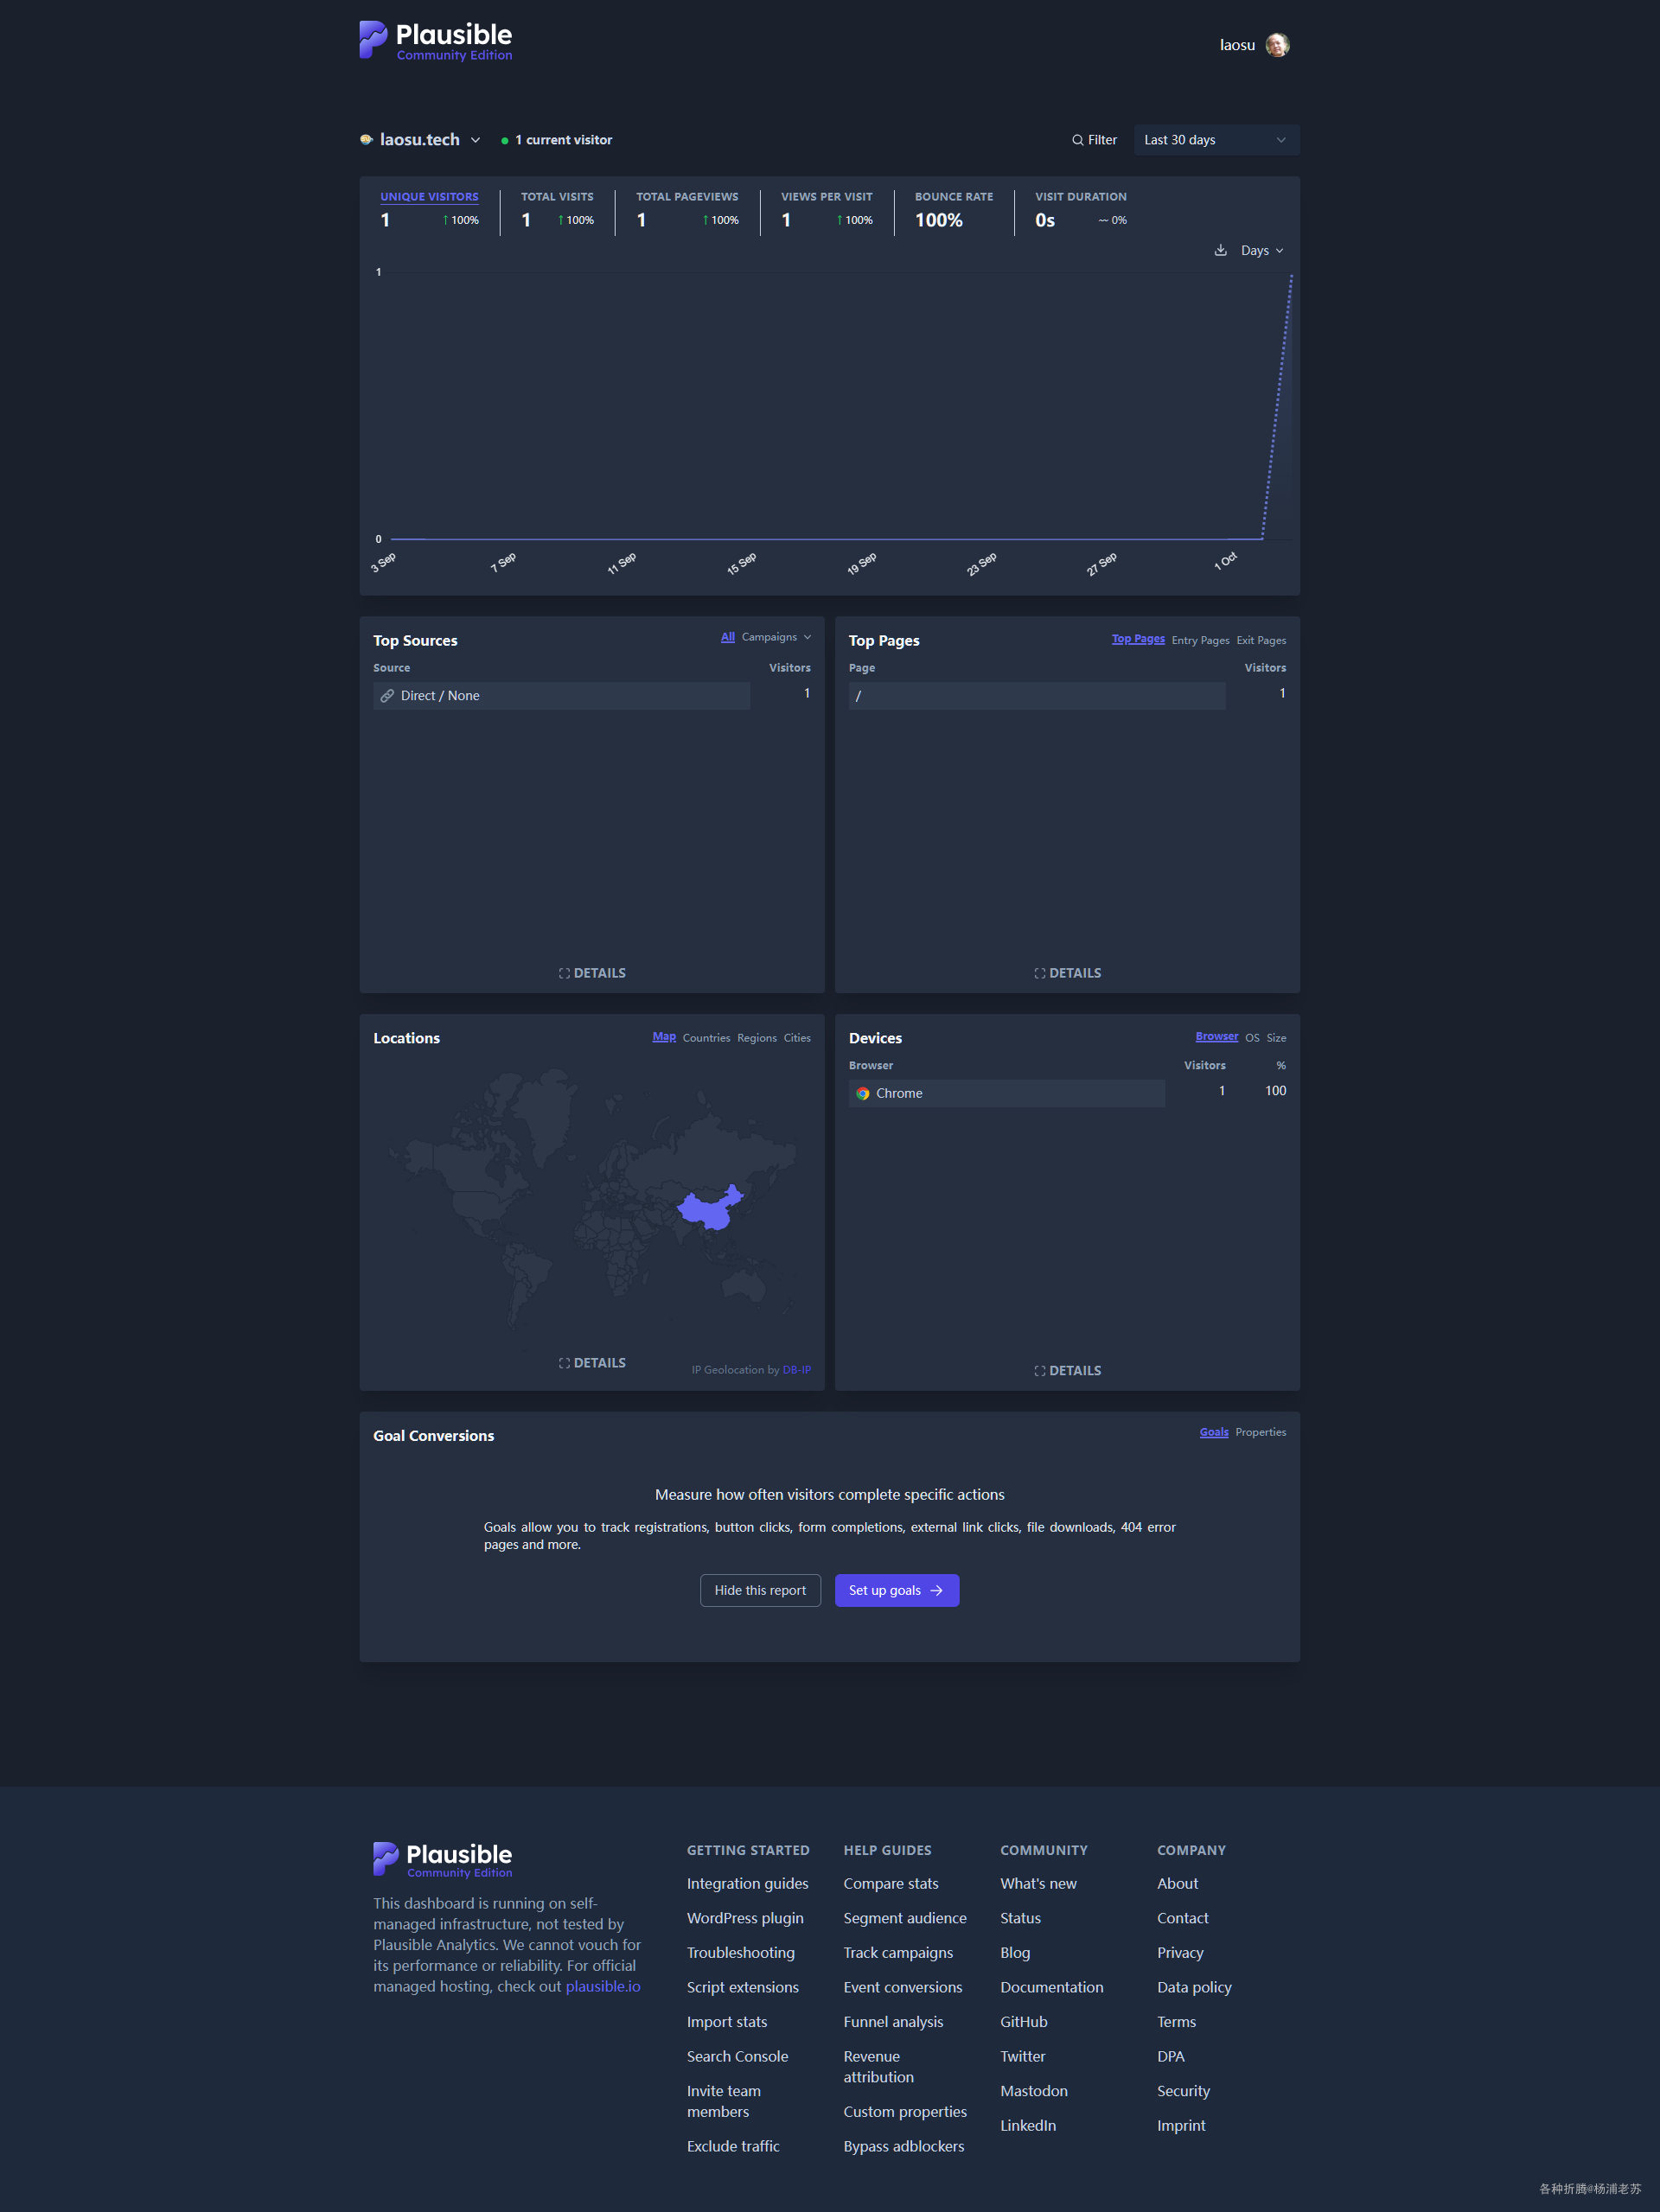 Plausible
Community Edition
laosu
laosu.tech
1 current visitor
Filter
Last 30 days
UNIQUE VISITORS
1
↑ 100%
TOTAL VISITS
1
↑ 100%
TOTAL PAGEVIEWS
1
↑ 100%
VIEWS PER VISIT
1
↑ 100%
BOUNCE RATE
100%
VISIT DURATION
0s
〰 0%
Days
1
0
3 Sep
7 Sep
11 Sep
15 Sep
19 Sep
23 Sep
27 Sep
1 Oct
Top Sources
All Campaigns
Source Visitors
Direct / None 1
DETAILS
Top Pages
Top Pages Entry Pages Exit Pages
Page Visitors
/ 1
DETAILS
Locations
Map Countries Regions Cities
DETAILS
IP Geolocation by DB-IP
Devices
Browser OS Size
Browser Visitors %
Chrome 1 100
DETAILS
Goal Conversions
Goals Properties
Measure how often visitors complete specific actions
Goals allow you to track registrations, button clicks, form completions, external link clicks, file downloads, 404 error
pages and more.
Hide this report
Set up goals
Plausible
Community Edition
This dashboard is running on self-
managed infrastructure, not tested by
Plausible Analytics. We cannot vouch for
its performance or reliability. For official
managed hosting, check out plausible.io
GETTING STARTED
Integration guides
WordPress plugin
Troubleshooting
Script extensions
Import stats
Search Console
Invite team
members
Exclude traffic
HELP GUIDES
Compare stats
Segment audience
Track campaigns
Event conversions
Funnel analysis
Revenue
attribution
Custom properties
Bypass adblockers
COMMUNITY
What's new
Status
Blog
Documentation
GitHub
Twitter
Mastodon
LinkedIn
COMPANY
About
Contact
Privacy
Data policy
Terms
DPA
Security
Imprint
各种折腾@杨浦老苏